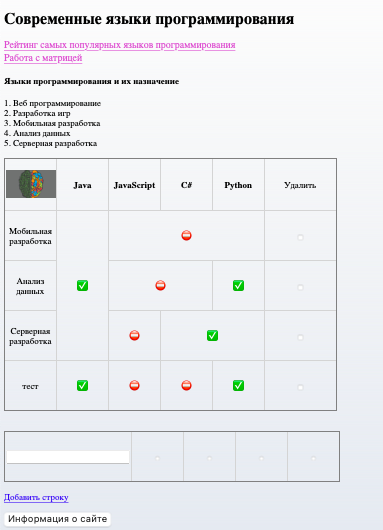 Современные языки программирования
Рейтинг самых популярных языков программирования
Работа с матрицей
Языки программирования и их назначение
1. Веб программирование
2. Разработка игр
3. Мобильная разработка
4. Анализ данных
5. Серверная разработка
Java JavaScript C# Python Удалить
Мобильная
разработка
Анализ
данных
Серверная
разработка
тест
Добавить строку
Информация о сайте